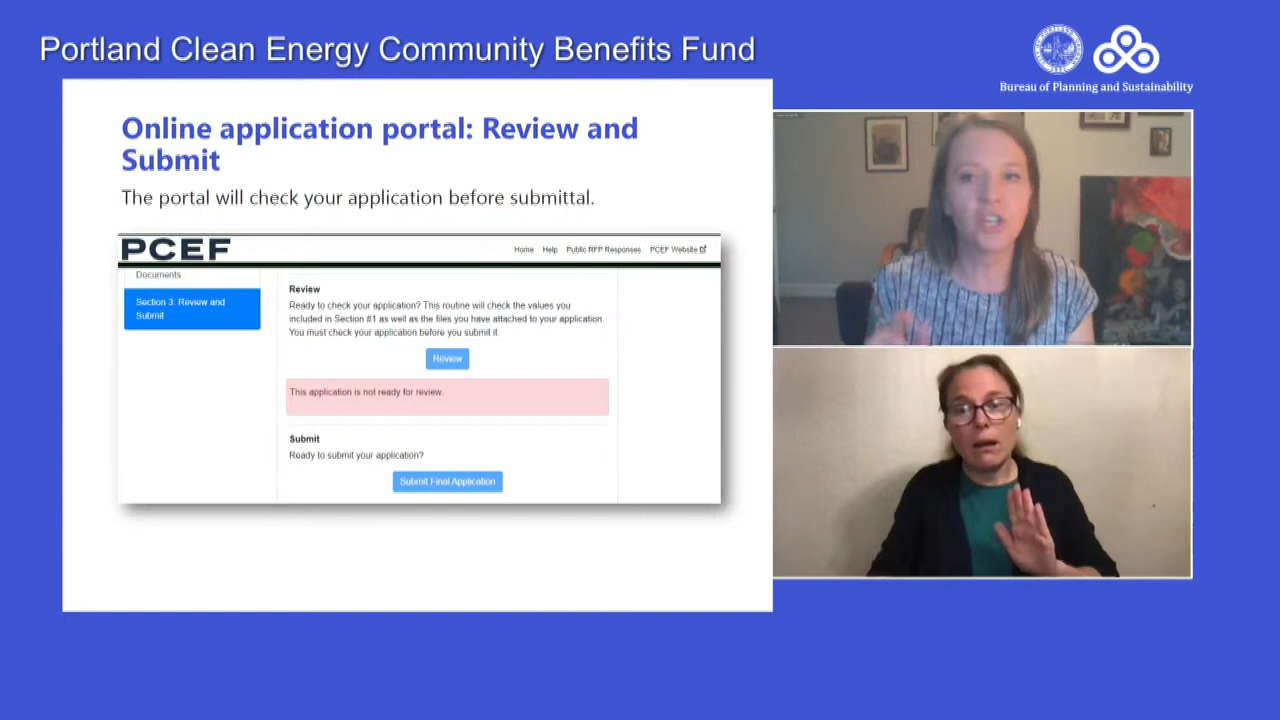 Portland Clean Energy Community Benefits Fund
Bureau of Planning and Sustainability
Online application portal: Review and
Submit
The portal will check your application before submittal.
PCEF
Home Help Public RFP Responses PCEF Website
Documents
Section 3: Review and
Submit
Review
Ready to check your application? This routine will check the values you
included in Section #1 as well as the files you have attached to your application.
You must check your application before you submit it.
Review
This application is not ready for review.
Submit
Ready to submit your application?
Submit Final Application